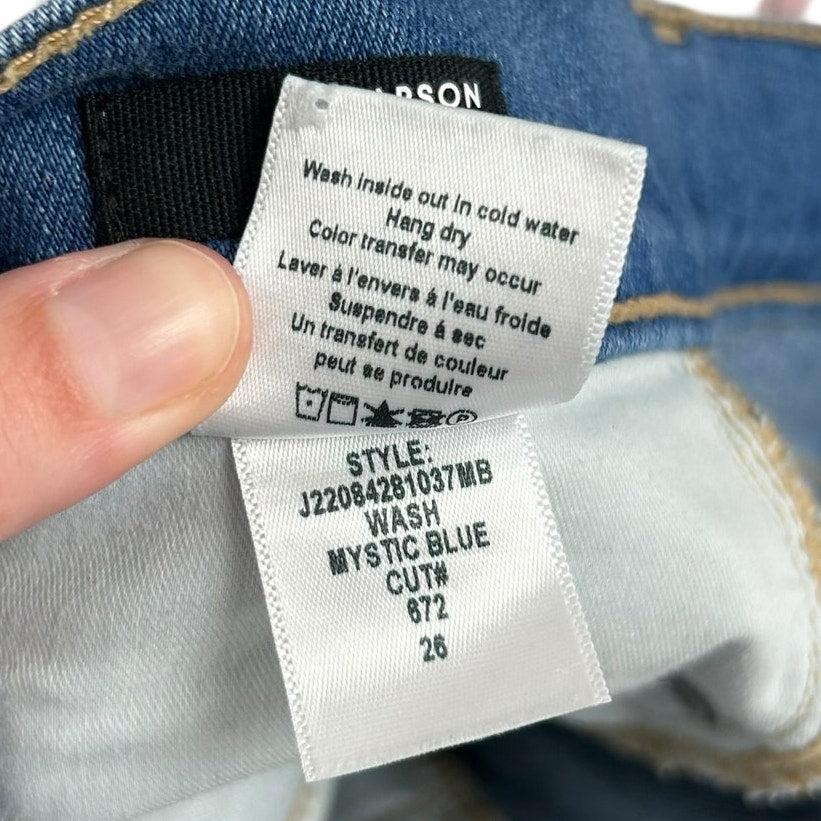 Wash inside out in cold water
Hang dry
Color transfer may occur
Laver à l'envers à l'eau froide
Suspendre á sec
Un transfert de couleur
peut se produire
STYLE:
J22084281037MB
WASH
MYSTIC BLUE
CUT#
672
26